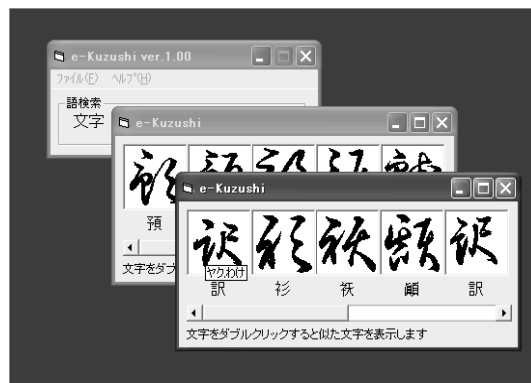 e-Kuzushi ver.1.00
ファイル(F) ヘルプ(H)
語検索
文字
e-Kuzushi
預
文字をダブ
e-Kuzushi
ヤク,わけ
訳 衫 袄 顱 訳
文字をダブルクリックすると似た文字を表示します